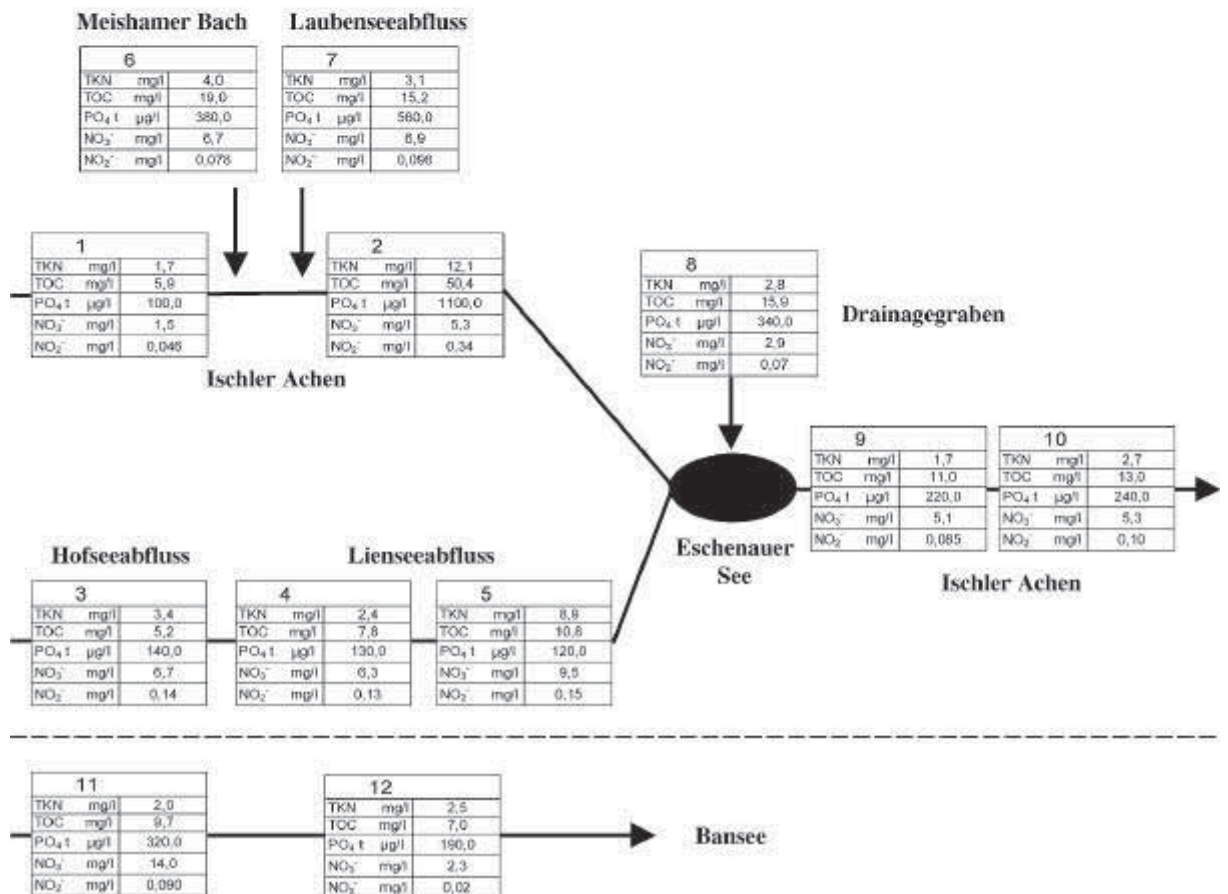 Meishamer Bach
Laubenseeabfluss
6
TKN mg/l 4,0
TOC mg/l 19,0
PO₄ t µg/l 380,0
NO₃⁻ mg/l 6,7
NO₂⁻ mg/l 0,078
7
TKN mg/l 3,1
TOC mg/l 15,2
PO₄ t µg/l 560,0
NO₃⁻ mg/l 6,9
NO₂⁻ mg/l 0,098
1
TKN mg/l 1,7
TOC mg/l 5,9
PO₄ t µg/l 100,0
NO₃⁻ mg/l 1,5
NO₂⁻ mg/l 0,046
2
TKN mg/l 12,1
TOC mg/l 50,4
PO₄ t µg/l 1100,0
NO₃⁻ mg/l 5,3
NO₂⁻ mg/l 0,34
Ischler Achen
8
TKN mg/l 2,8
TOC mg/l 15,9
PO₄ t µg/l 340,0
NO₃⁻ mg/l 2,9
NO₂⁻ mg/l 0,07
Drainagegraben
Eschenauer
See
9
TKN mg/l 1,7
TOC mg/l 11,0
PO₄ t µg/l 220,0
NO₃⁻ mg/l 5,1
NO₂⁻ mg/l 0,085
10
TKN mg/l 2,7
TOC mg/l 13,0
PO₄ t µg/l 240,0
NO₃⁻ mg/l 5,3
NO₂⁻ mg/l 0,10
Ischler Achen
Hofseeabfluss
Lienseeabfluss
3
TKN mg/l 3,4
TOC mg/l 5,2
PO₄ t µg/l 140,0
NO₃⁻ mg/l 6,7
NO₂⁻ mg/l 0,14
4
TKN mg/l 2,4
TOC mg/l 7,8
PO₄ t µg/l 130,0
NO₃⁻ mg/l 6,3
NO₂⁻ mg/l 0,13
5
TKN mg/l 8,9
TOC mg/l 10,8
PO₄ t µg/l 120,0
NO₃⁻ mg/l 9,5
NO₂⁻ mg/l 0,15
11
TKN mg/l 2,0
TOC mg/l 9,7
PO₄ t µg/l 320,0
NO₃⁻ mg/l 14,0
NO₂⁻ mg/l 0,090
12
TKN mg/l 2,5
TOC mg/l 7,0
PO₄ t µg/l 190,0
NO₃⁻ mg/l 2,3
mg/l 0,02
Bansee